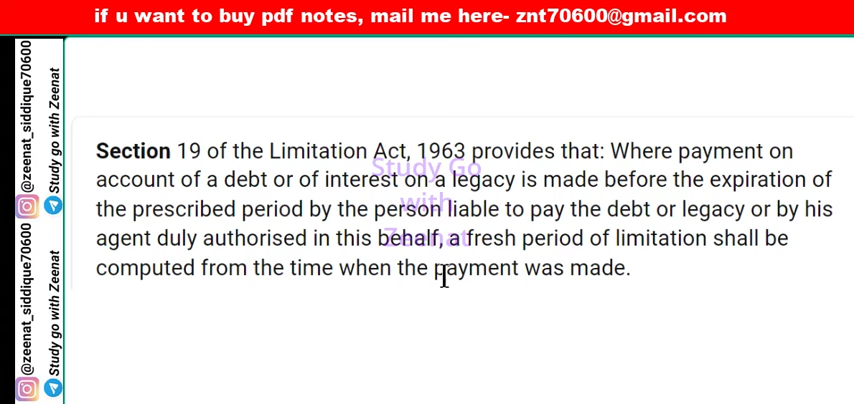 if u want to buy pdf notes, mail me here- znt70600@gmail.com
@zeenat_siddique70600
Study go with Zeenat
@zeenat_siddique70600
Study go with Zeenat
Section 19 of the Limitation Act, 1963 provides that: Where payment on
account of a debt or of interest on a legacy is made before the expiration of
the prescribed period by the person liable to pay the debt or legacy or by his
agent duly authorised in this behalf, a fresh period of limitation shall be
computed from the time when the payment was made.
Study Go
with
Zeenat